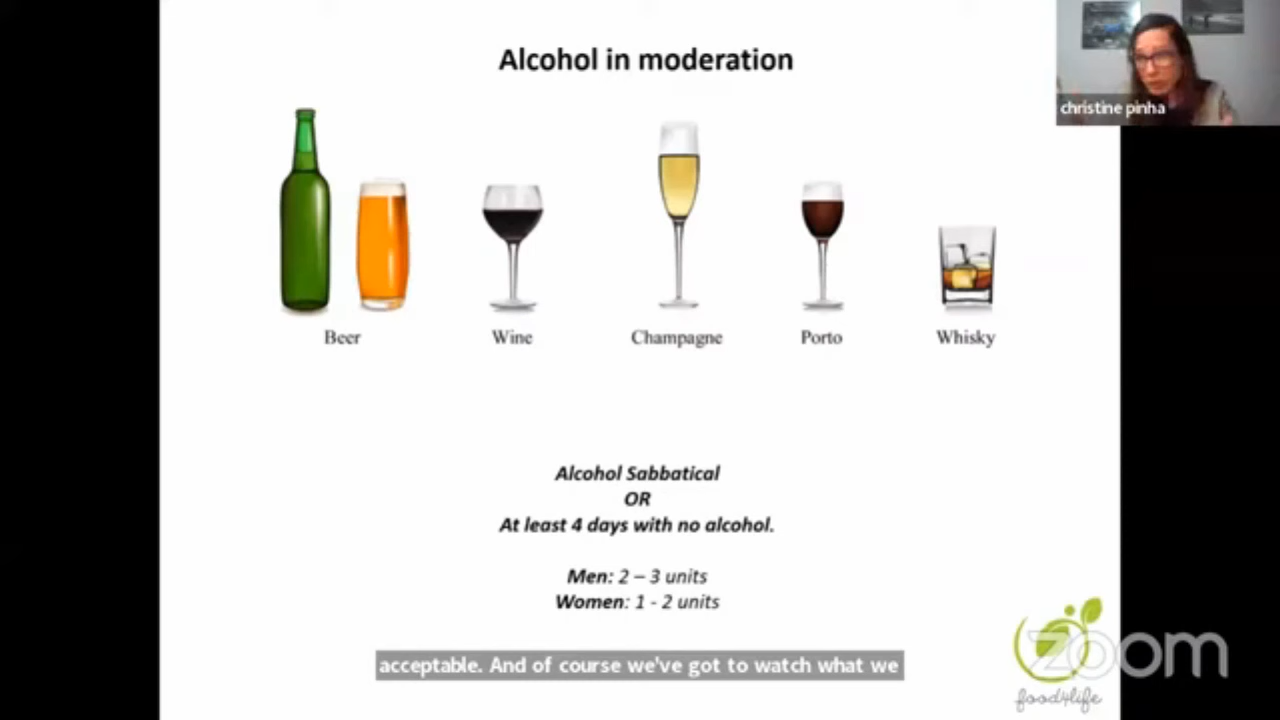 Alcohol in moderation
christine pinha
Beer
Wine
Champagne
Porto
Whisky
Alcohol Sabbatical
OR
At least 4 days with no alcohol.
Men: 2 – 3 units
Women: 1 - 2 units
acceptable. And of course we've got to watch what we
zoom
food4life